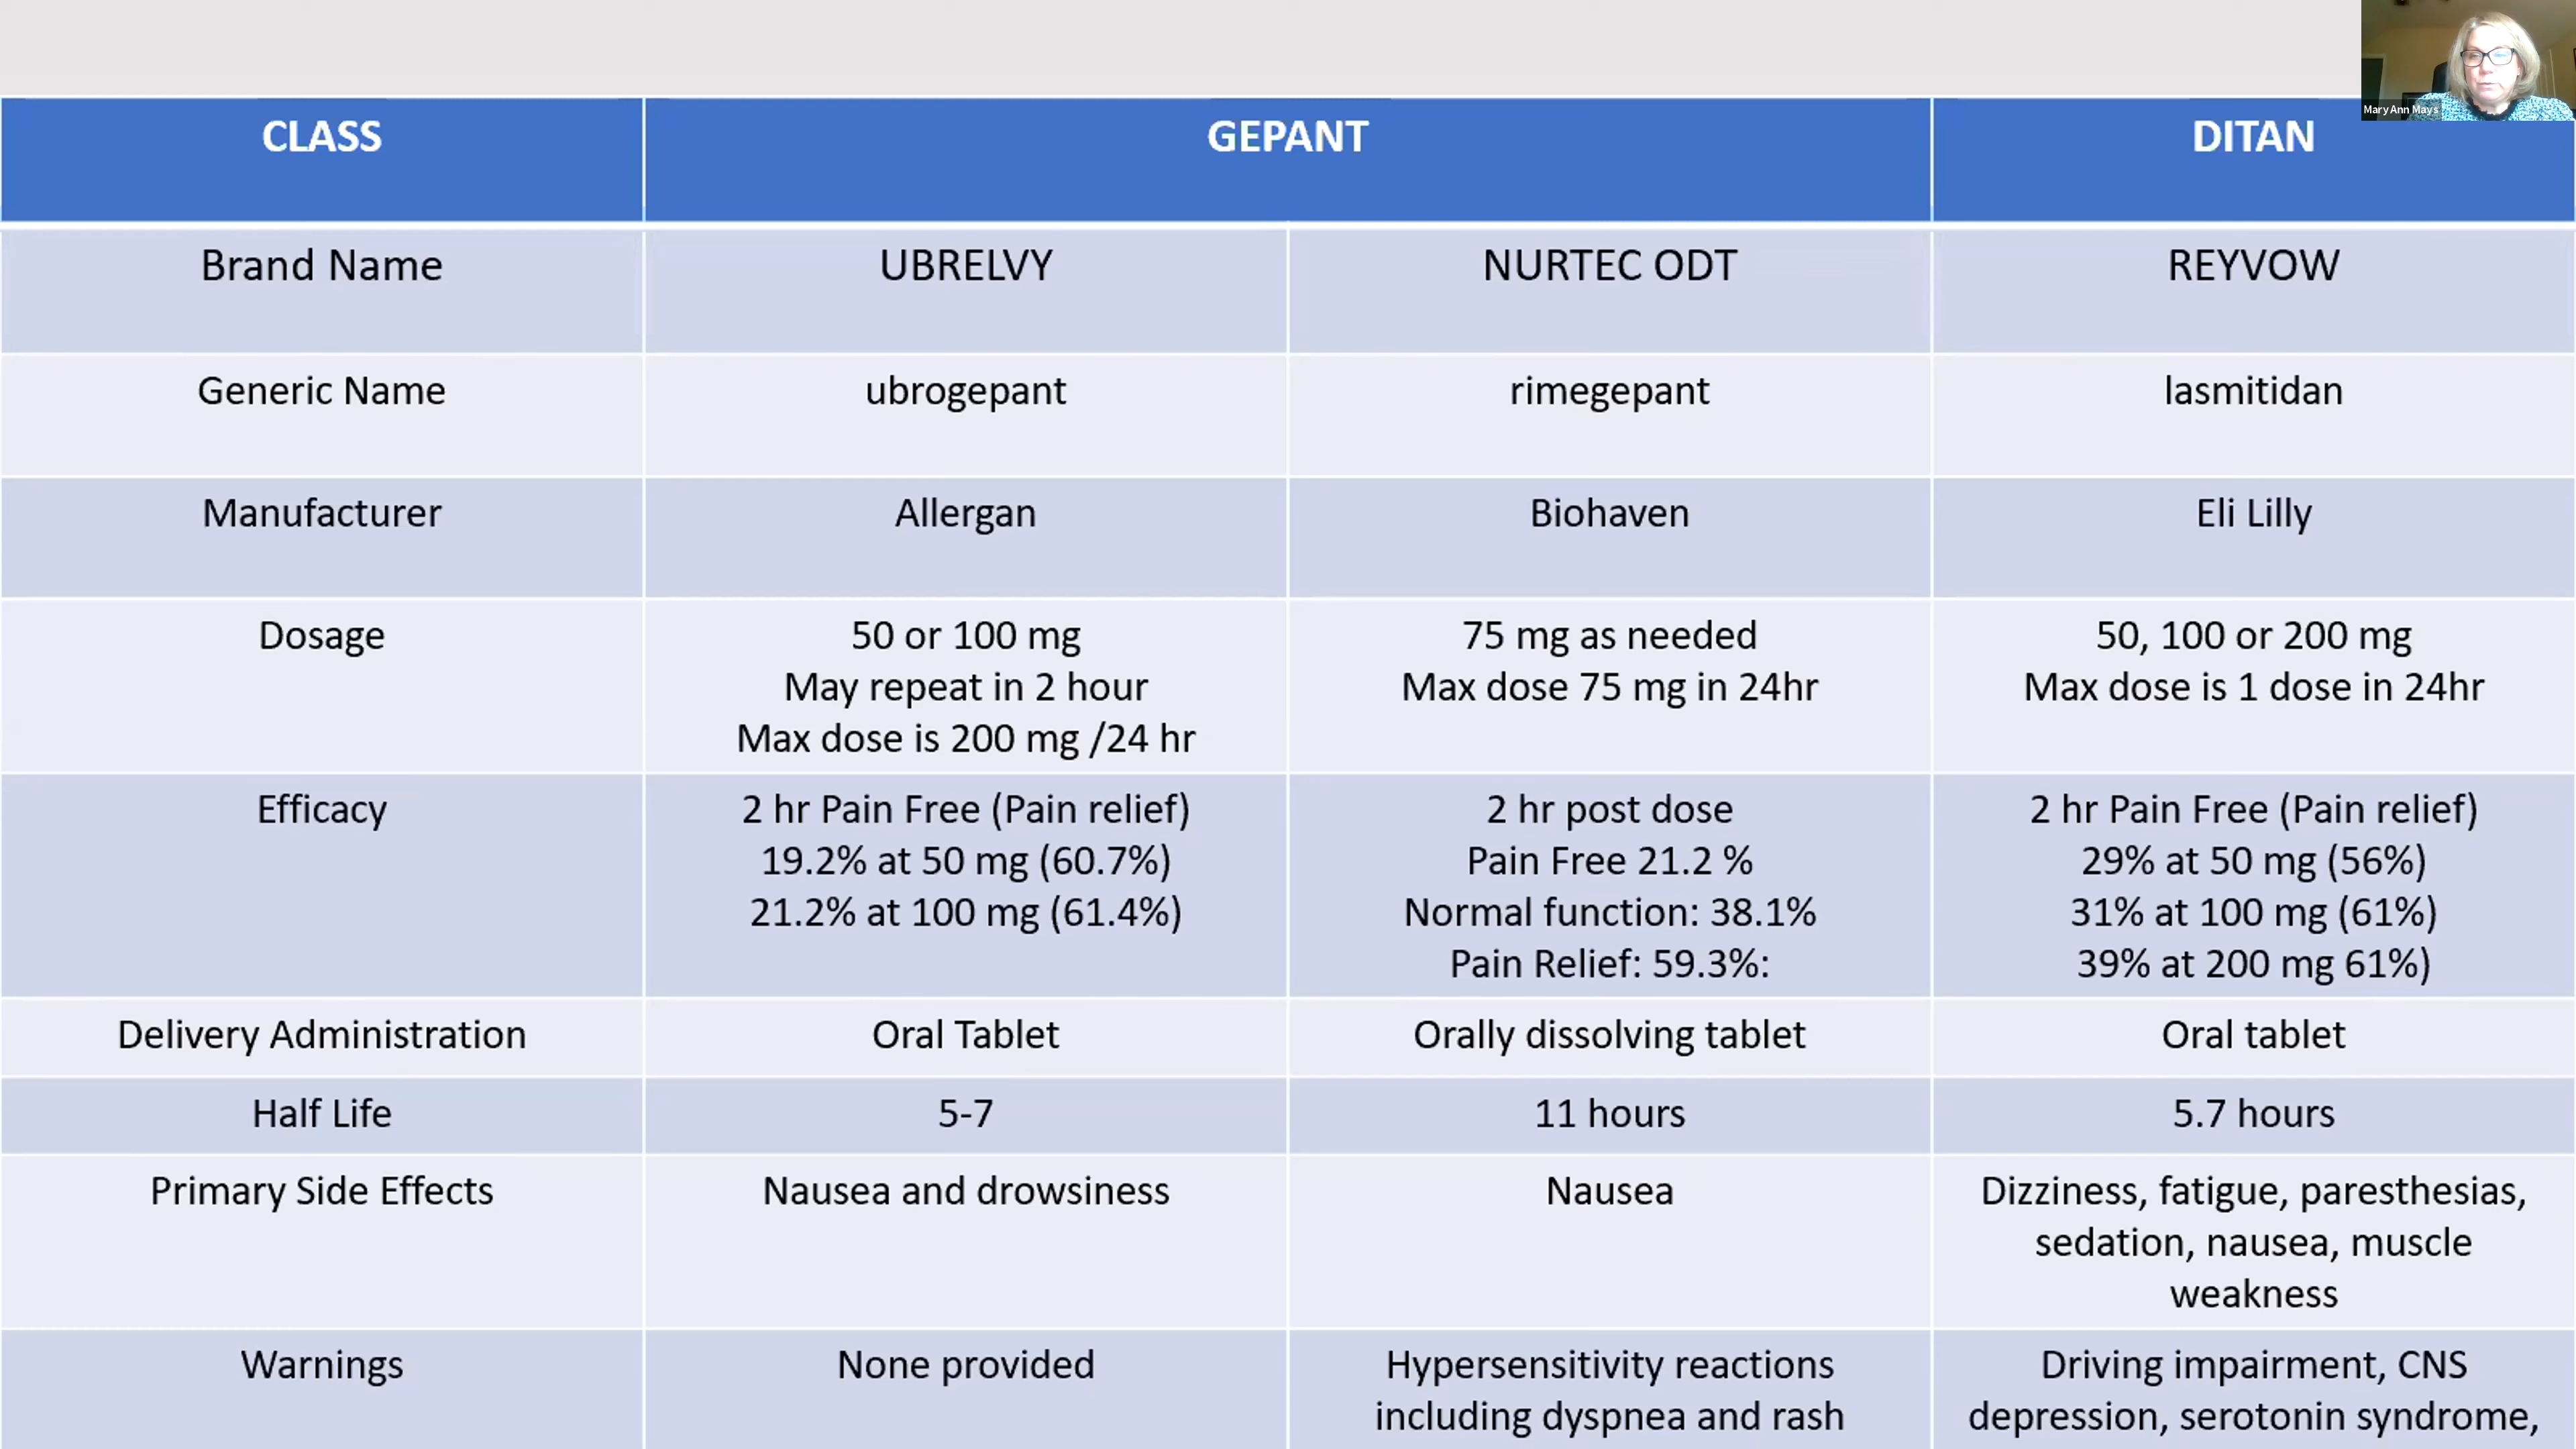 MaryAnn Mays
CLASS GEPANT DITAN
Brand Name UBRELVY NURTEC ODT REYVOW
Generic Name ubrogepant rimegepant lasmitidan
Manufacturer Allergan Biohaven Eli Lilly
Dosage 50 or 100 mg 75 mg as needed 50, 100 or 200 mg
May repeat in 2 hour Max dose 75 mg in 24hr Max dose is 1 dose in 24hr
Max dose is 200 mg /24 hr
Efficacy 2 hr Pain Free (Pain relief) 2 hr post dose 2 hr Pain Free (Pain relief)
19.2% at 50 mg (60.7%) Pain Free 21.2 % 29% at 50 mg (56%)
21.2% at 100 mg (61.4%) Normal function: 38.1% 31% at 100 mg (61%)
Pain Relief: 59.3%: 39% at 200 mg 61%)
Delivery Administration Oral Tablet Orally dissolving tablet Oral tablet
Half Life 5-7 11 hours 5.7 hours
Primary Side Effects Nausea and drowsiness Nausea Dizziness, fatigue, paresthesias,
sedation, nausea, muscle
weakness
Warnings None provided Hypersensitivity reactions Driving impairment, CNS
including dyspnea and rash depression, serotonin syndrome,